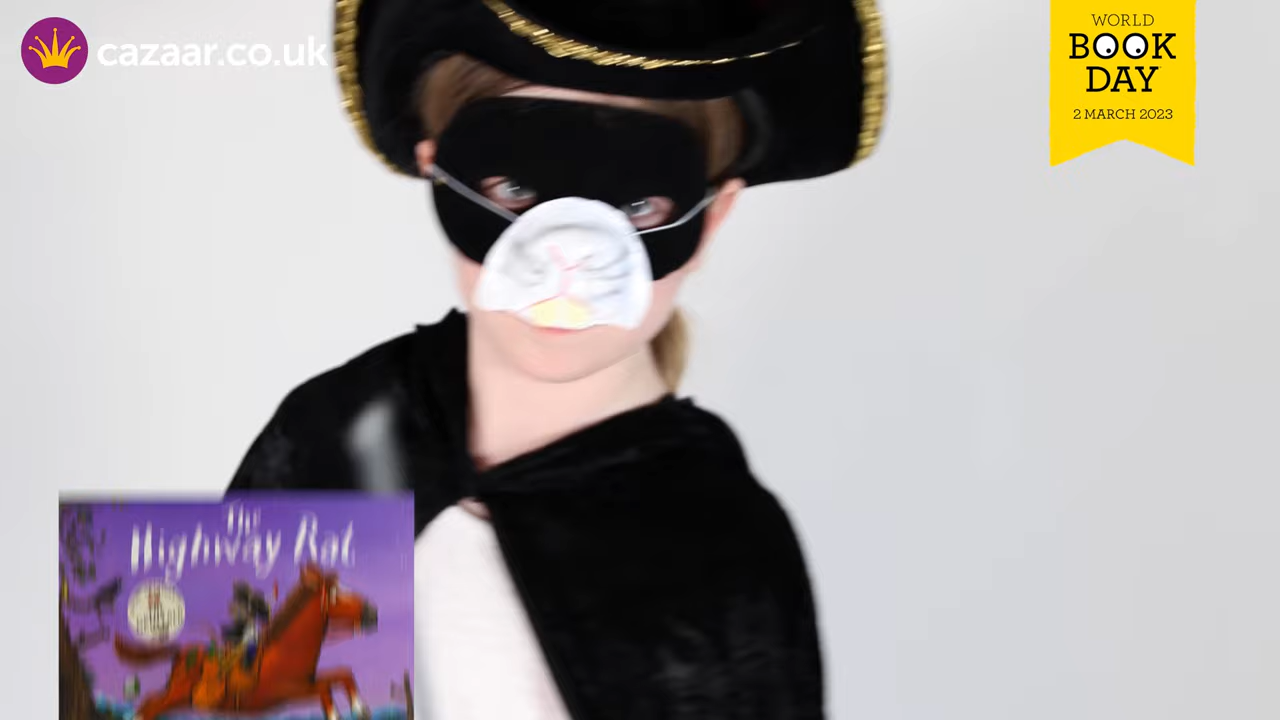 cazaar.co.uk
WORLD
BOOK
DAY
2 MARCH 2023
The
Highway Rat